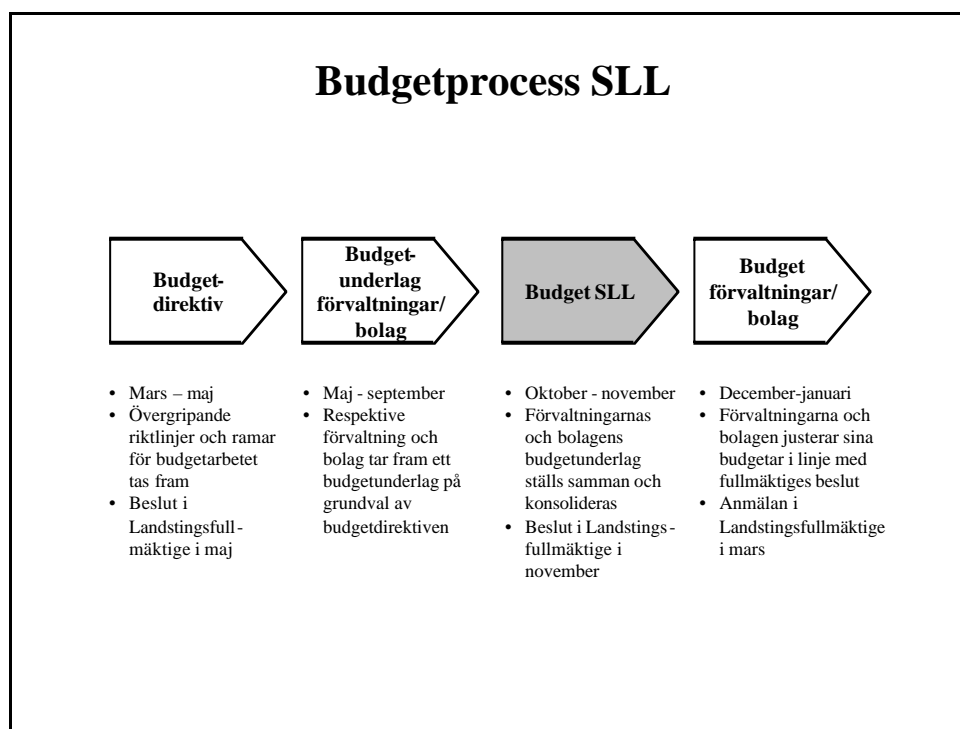 Budgetprocess SLL
Budget-
direktiv
Budget-
underlag
förvaltningar/
bolag
Budget SLL
Budget
förvaltningar/
bolag
• Mars – maj
• Övergripande
riktlinjer och ramar
för budgetarbetet
tas fram
• Beslut i
Landstingsfull-
mäktige i maj
• Maj - september
• Respektive
förvaltning och
bolag tar fram ett
budgetunderlag på
grundval av
budgetdirektiven
• Oktober - november
• Förvaltningarnas
och bolagens
budgetunderlag
ställs samman och
konsolideras
• Beslut i Landstings-
fullmäktige i
november
• December-januari
• Förvaltningarna och
bolagen justerar sina
budgetar i linje med
fullmäktiges beslut
• Anmälan i
Landstingsfullmäktige
i mars